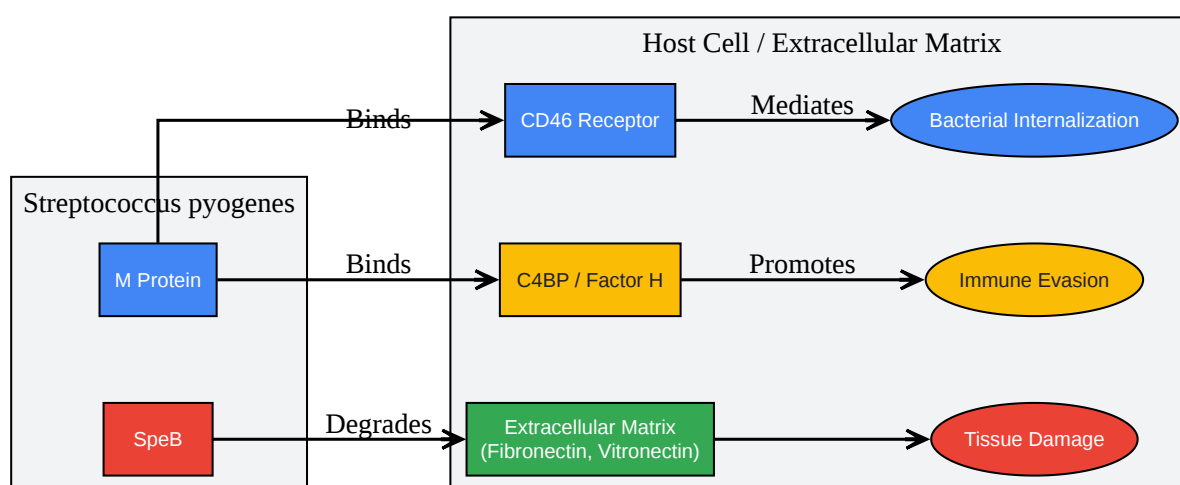 Host Cell / Extracellular Matrix
Binds
CD46 Receptor
Mediates
Bacterial Internalization
Streptococcus pyogenes
M Protein
Binds
C4BP / Factor H
Promotes
Immune Evasion
SpeB
Degrades
Extracellular Matrix
(Fibronectin, Vitronectin)
Tissue Damage